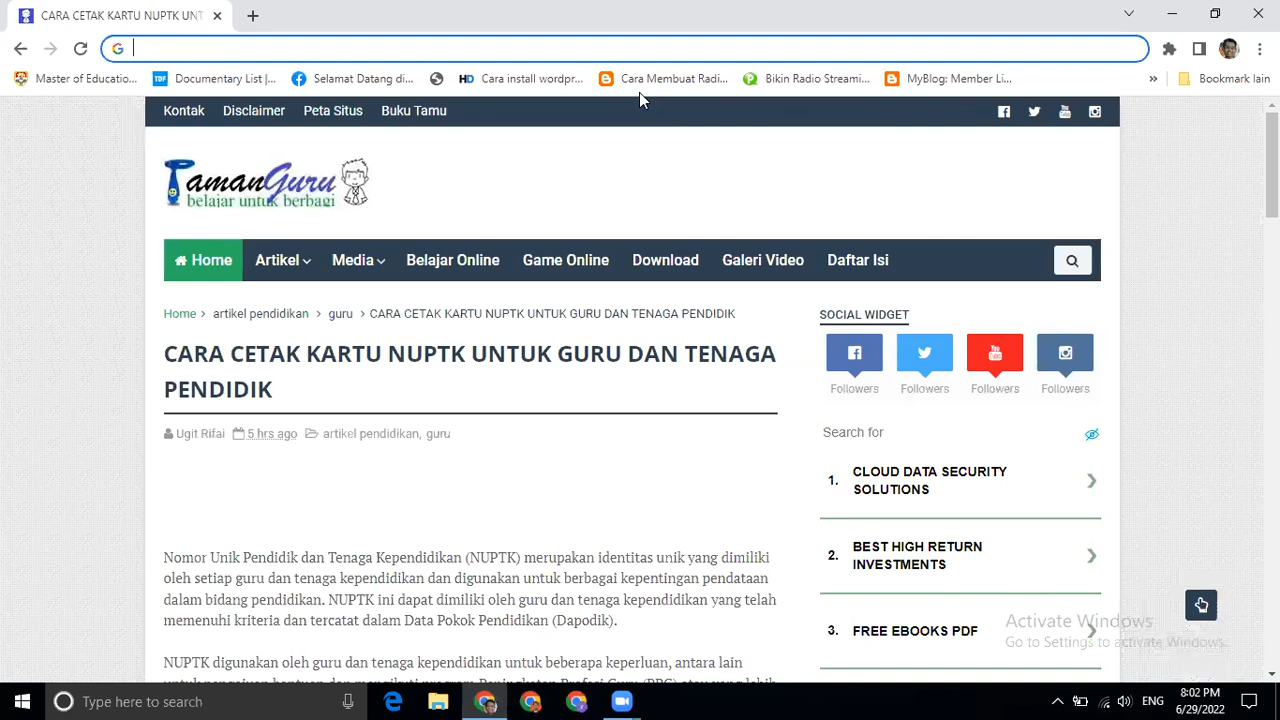 CARA CETAK KARTU NUPTK UNT
Master of Educatio...
Documentary List |...
Selamat Datang di...
HD
Cara install wordpr...
Cara Membuat Radi...
Bikin Radio Streami...
MyBlog: Member Li...
»
Bookmark lain
Kontak Disclaimer Peta Situs Buku Tamu
TamanGuru
belajar untuk berbagi
Home Artikel Media Belajar Online Game Online Download Galeri Video Daftar Isi
Home > artikel pendidikan > guru > CARA CETAK KARTU NUPTK UNTUK GURU DAN TENAGA PENDIDIK
CARA CETAK KARTU NUPTK UNTUK GURU DAN TENAGA
PENDIDIK
Ugit Rifai 5 hrs ago artikel pendidikan, guru
Nomor Unik Pendidik dan Tenaga Kependidikan (NUPTK) merupakan identitas unik yang dimiliki
oleh setiap guru dan tenaga kependidikan dan digunakan untuk berbagai kepentingan pendataan
dalam bidang pendidikan. NUPTK ini dapat dimiliki oleh guru dan tenaga kependidikan yang telah
memenuhi kriteria dan tercatat dalam Data Pokok Pendidikan (Dapodik).
NUPTK digunakan oleh guru dan tenaga kependidikan untuk beberapa keperluan, antara lain
SOCIAL WIDGET
Followers Followers Followers Followers
Search for
1. CLOUD DATA SECURITY
SOLUTIONS
2. BEST HIGH RETURN
INVESTMENTS
3. FREE EBOOKS PDF
Activate Windows
Go to Settings to activate Windows.
Type here to search
ENG
8:02 PM
6/29/2022